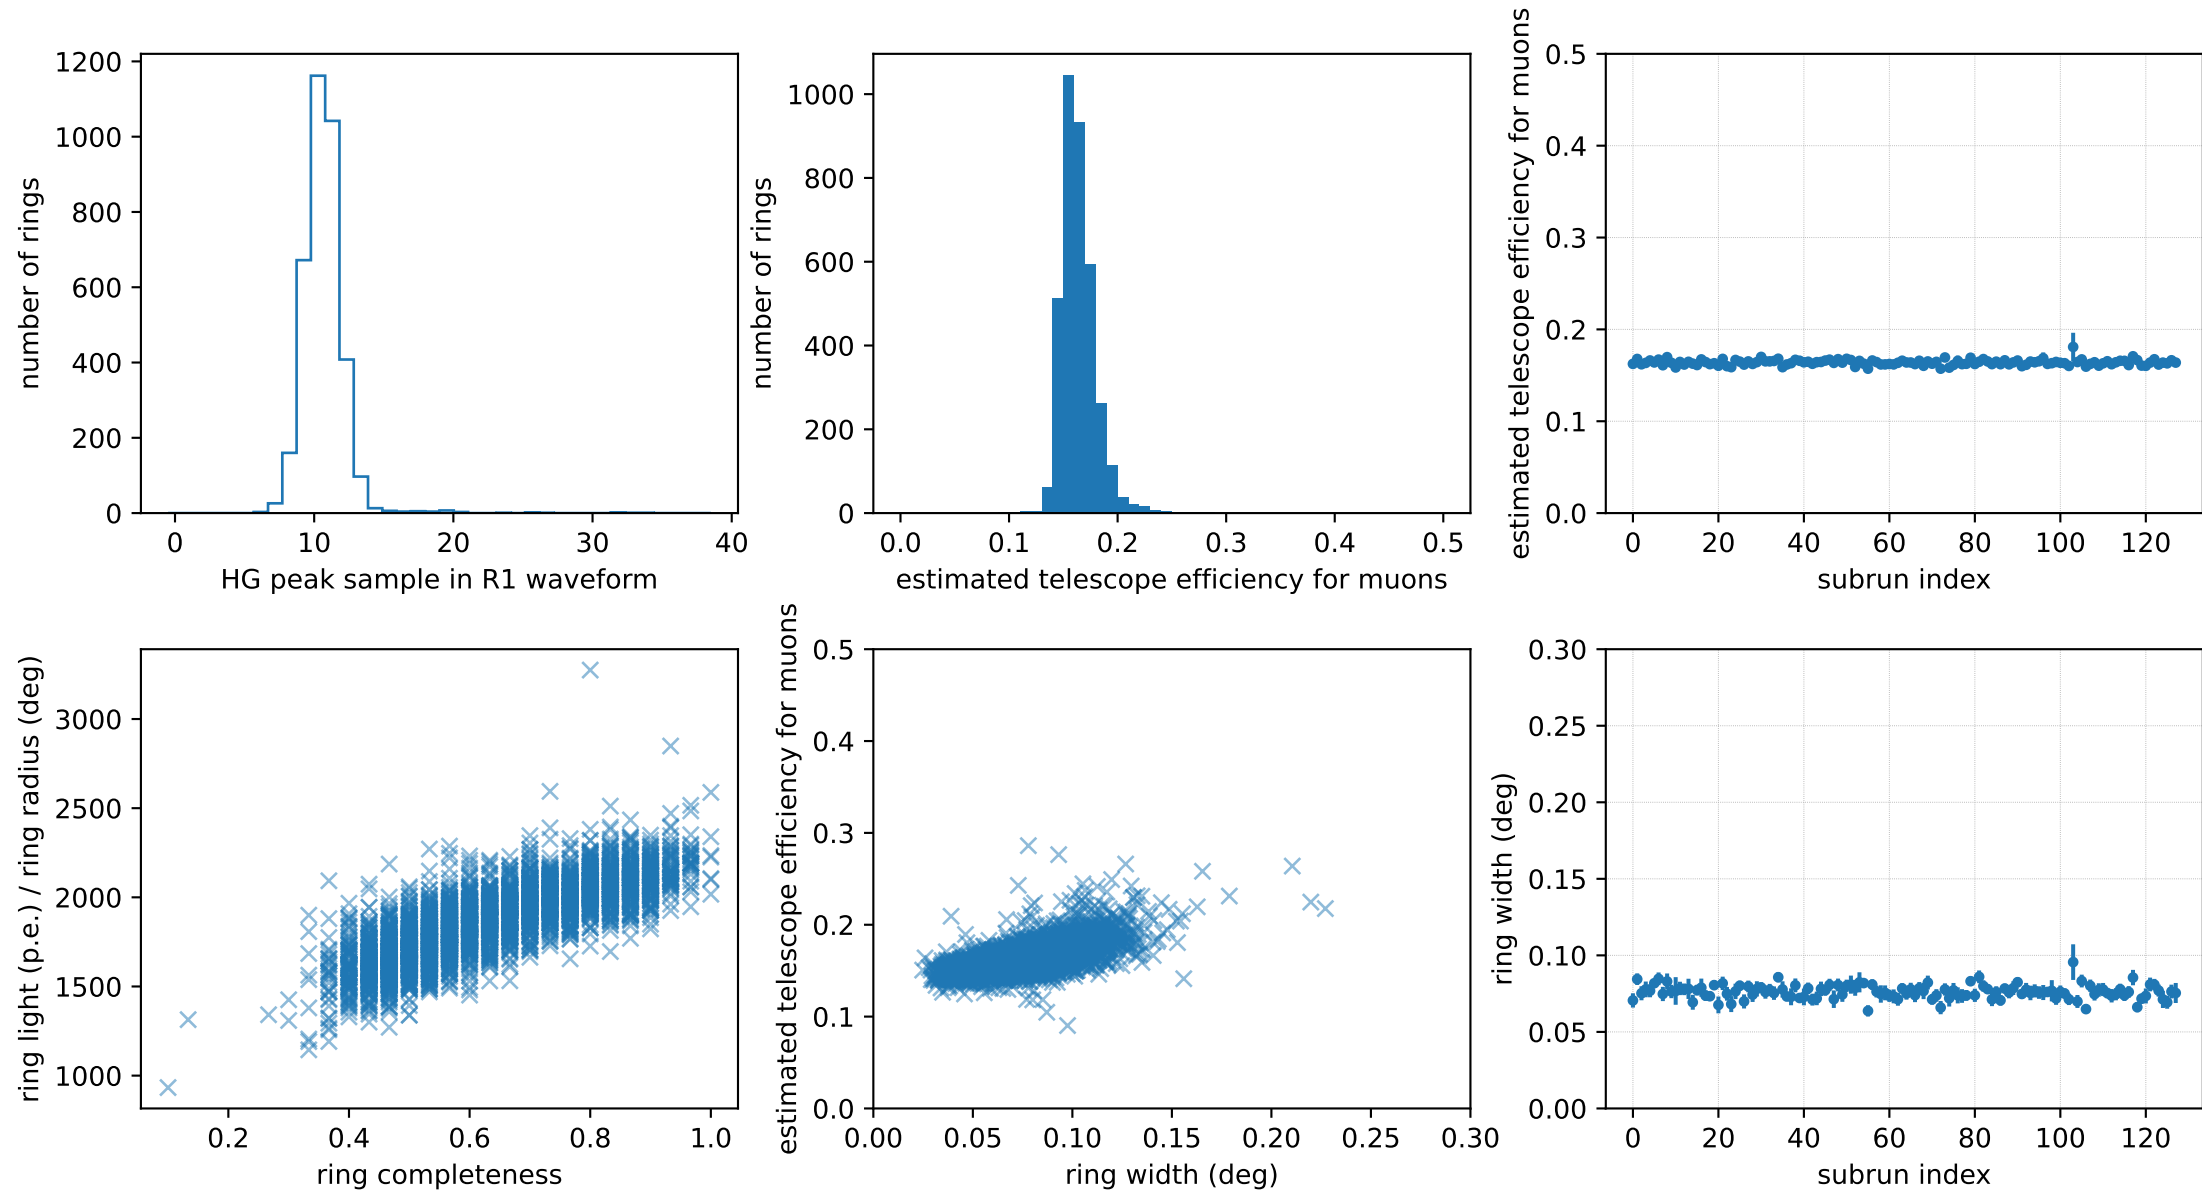 number of rings
1200
1000
800
600
400
200
0
0 10 20 30 40
HG peak sample in R1 waveform
number of rings
1000
800
600
400
200
0
0.0 0.1 0.2 0.3 0.4 0.5
estimated telescope efficiency for muons
estimated telescope efficiency for muons
0.5
0.4
0.3
0.2
0.1
0.0
0 20 40 60 80 100 120
subrun index
ring light (p.e.) / ring radius (deg)
3000
2500
2000
1500
1000
0.2 0.4 0.6 0.8 1.0
ring completeness
estimated telescope efficiency for muons
0.5
0.4
0.3
0.2
0.1
0.0
0.00 0.05 0.10 0.15 0.20 0.25 0.30
ring width (deg)
ring width (deg)
0.30
0.25
0.20
0.15
0.10
0.05
0.00
0 20 40 60 80 100 120
subrun index